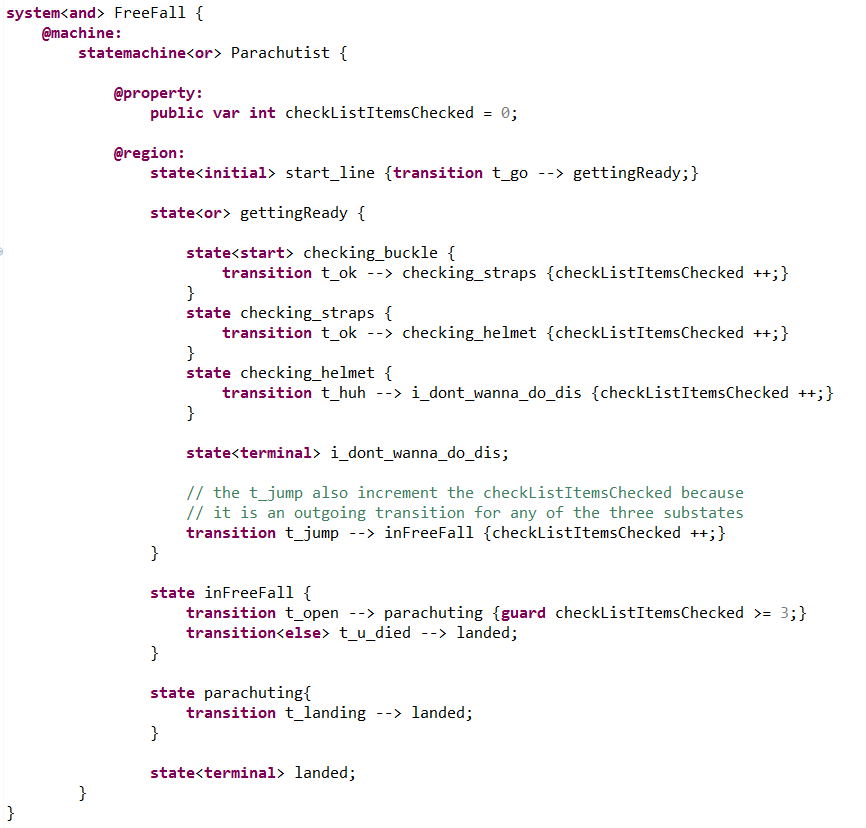 system<and> FreeFall {
@machine:
statemachine<or> Parachutist {
@property:
public var int checkListItemsChecked = 0;
@region:
state<initial> start_line {transition t_go --> gettingReady;}
state<or> gettingReady {
state<start> checking_buckle {
transition t_ok --> checking_straps {checkListItemsChecked ++;}
}
state checking_straps {
transition t_ok --> checking_helmet {checkListItemsChecked ++;}
}
state checking_helmet {
transition t_huh --> i_dont_wanna_do_dis {checkListItemsChecked ++;}
}
state<terminal> i_dont_wanna_do_dis;
// the t_jump also increment the checkListItemsChecked because
// it is an outgoing transition for any of the three substates
transition t_jump --> inFreeFall {checkListItemsChecked ++;}
}
state inFreeFall {
transition t_open --> parachuting {guard checkListItemsChecked >= 3;}
transition<else> t_u_died --> landed;
}
state parachuting{
transition t_landing --> landed;
}
state<terminal> landed;
}
}